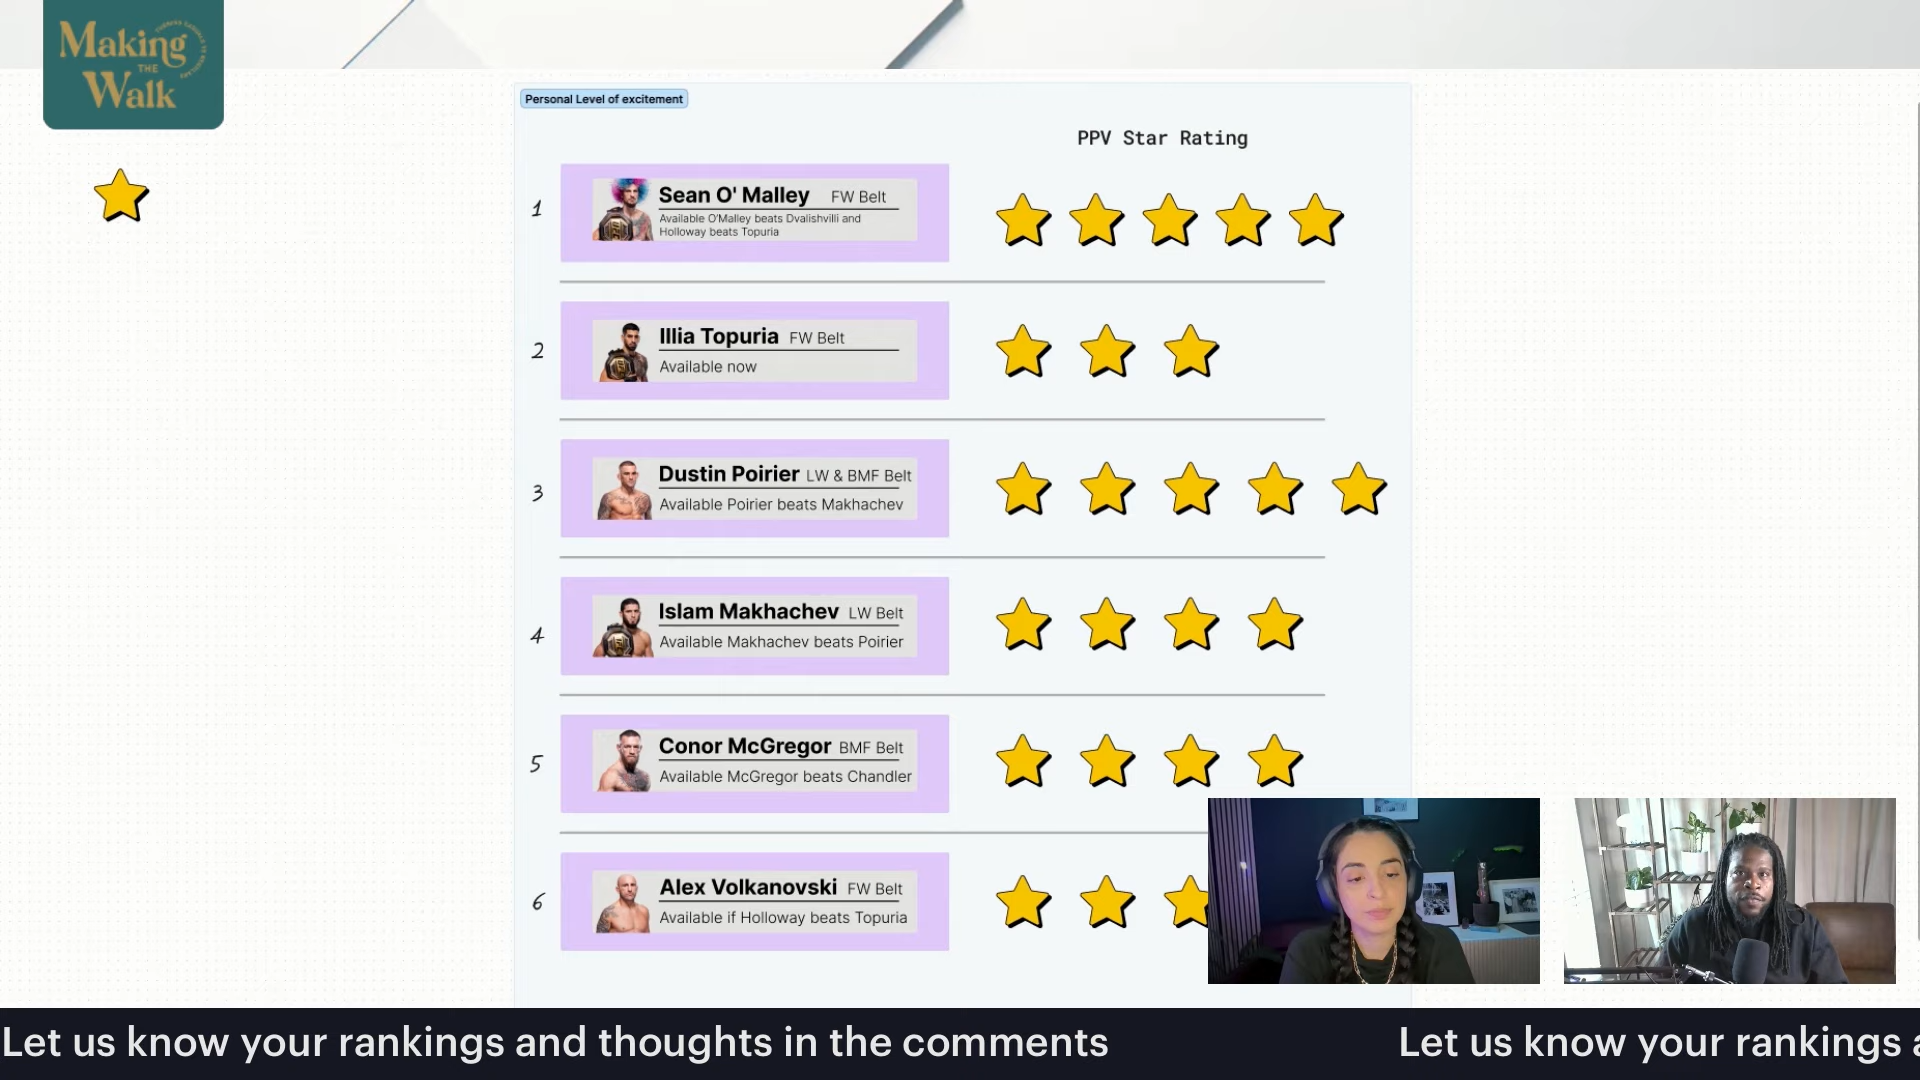 Making
THE
Walk
Personal Level of excitement
PPV Star Rating
1
Sean O' Malley FW Belt
Available O'Malley beats Dvalishvilli and
Holloway beats Topuria
2
Illia Topuria FW Belt
Available now
3
Dustin Poirier LW & BMF Belt
Available Poirier beats Makhachev
4
Islam Makhachev LW Belt
Available Makhachev beats Poirier
5
Conor McGregor BMF Belt
Available McGregor beats Chandler
6
Alex Volkanovski FW Belt
Available if Holloway beats Topuria
Let us know your rankings and thoughts in the comments
Let us know your rankings a